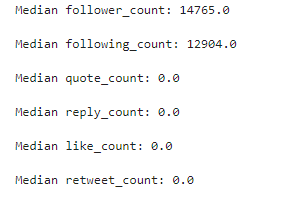 Median follower_count: 14765.0
Median following_count: 12904.0
Median quote_count: 0.0
Median reply_count: 0.0
Median like_count: 0.0
Median retweet_count: 0.0